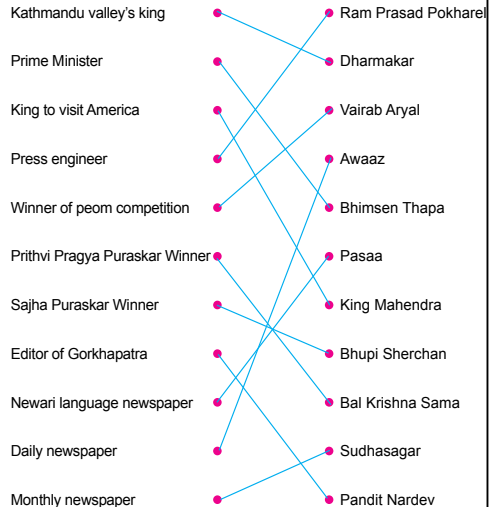 Kathmandu valley's king Ram Prasad Pokharel
Prime Minister Dharmakar
King to visit America Vairab Aryal
Press engineer Awaaz
Winner of peom competition Bhimsen Thapa
Prithvi Pragya Puraskar Winner Pasaa
Sajha Puraskar Winner King Mahendra
Editor of Gorkhapatra Bhupi Sherchan
Newari language newspaper Bal Krishna Sama
Daily newspaper Sudhasagar
Monthly newspaper Pandit Nardev